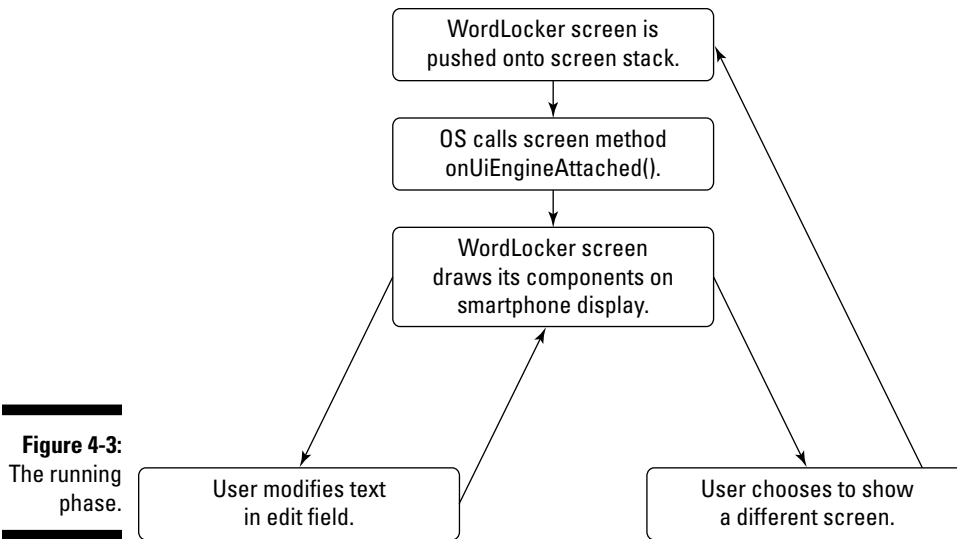 WordLocker screen is
pushed onto screen stack.
OS calls screen method
onUiEngineAttached().
WordLocker screen
draws its components on
smartphone display.
Figure 4-3:
The running
phase.
User modifies text
in edit field.
User chooses to show
a different screen.